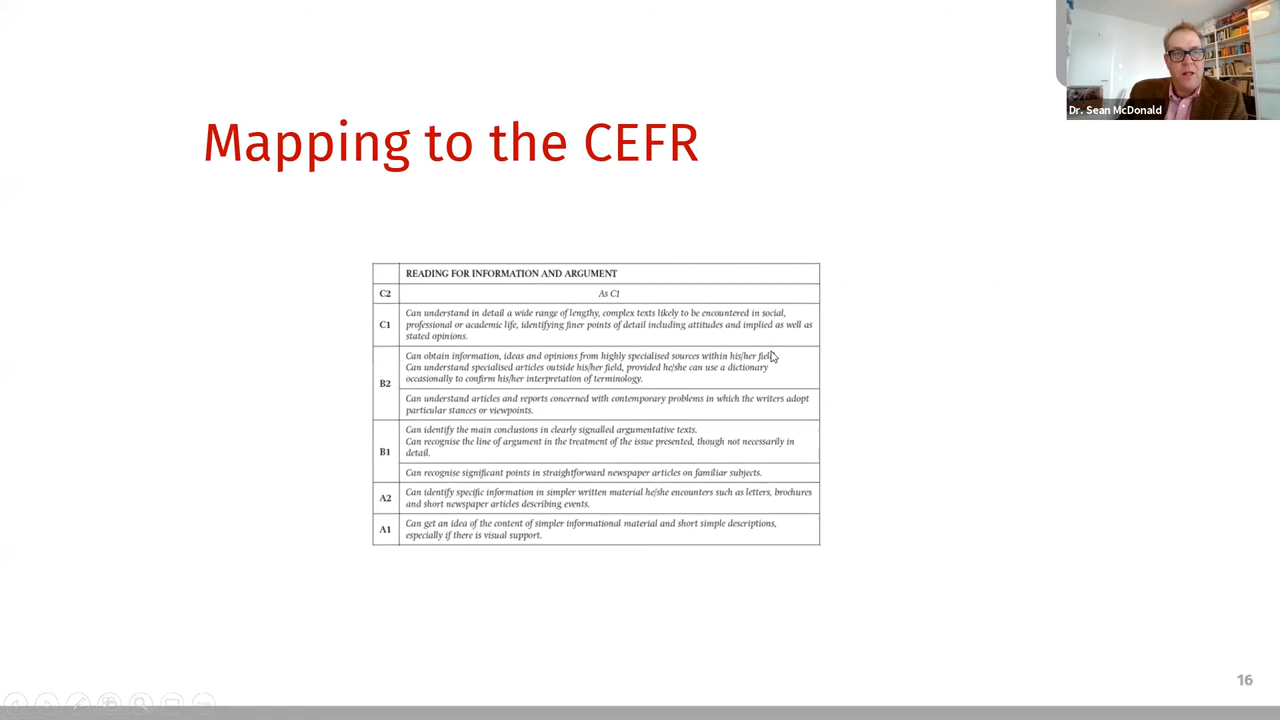 Dr. Sean McDonald
Mapping to the CEFR
READING FOR INFORMATION AND ARGUMENT
C2
As C1
C1
Can understand in detail a wide range of lengthy, complex texts likely to be encountered in social,
professional or academic life, identifying finer points of detail including attitudes and implied as well as
stated opinions.
B2
Can obtain information, ideas and opinions from highly specialised sources within his/her field.
Can understand specialised articles outside his/her field, provided he/she can use a dictionary
occasionally to confirm his/her interpretation of terminology.
Can understand articles and reports concerned with contemporary problems in which the writers adopt
particular stances or viewpoints.
B1
Can identify the main conclusions in clearly signalled argumentative texts.
Can recognise the line of argument in the treatment of the issue presented, though not necessarily in
detail.
Can recognise significant points in straightforward newspaper articles on familiar subjects.
A2
Can identify specific information in simpler written material he/she encounters such as letters, brochures
and short newspaper articles describing events.
A1
Can get an idea of the content of simpler informational material and short simple descriptions,
especially if there is visual support.
16